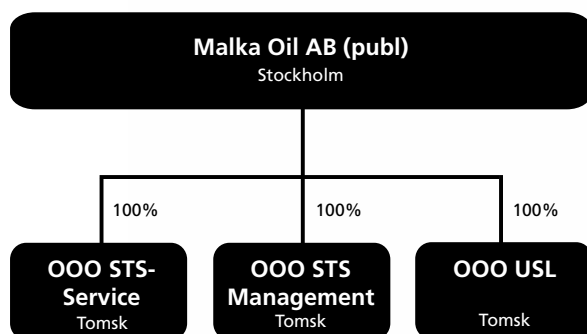 Malka Oil AB (publ)
Stockholm
100%
100%
100%
OOO STS-
Service
Tomsk
OOO STS
Management
Tomsk
OOO USL
Tomsk